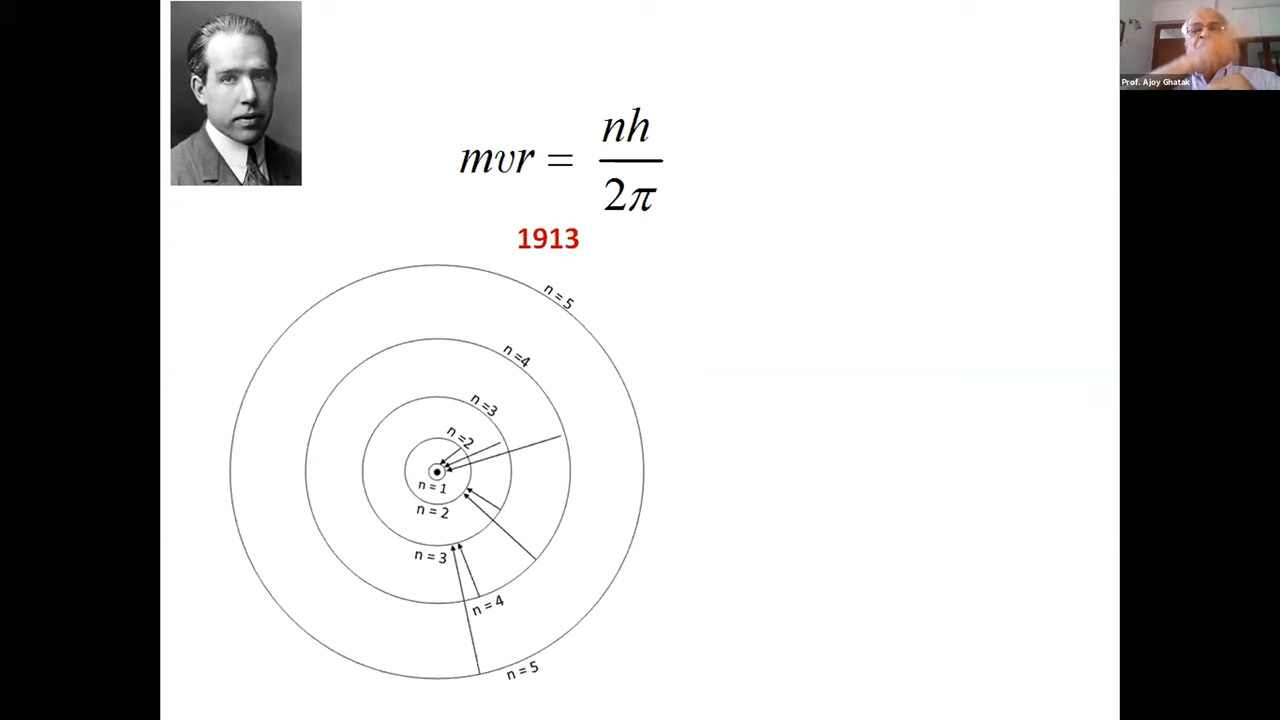 Prof. Ajoy Ghatak
mvr = nh / 2π
1913
n = 5
n =4
n =3
n =2
n = 1
n = 2
n = 3
n = 4
n = 5